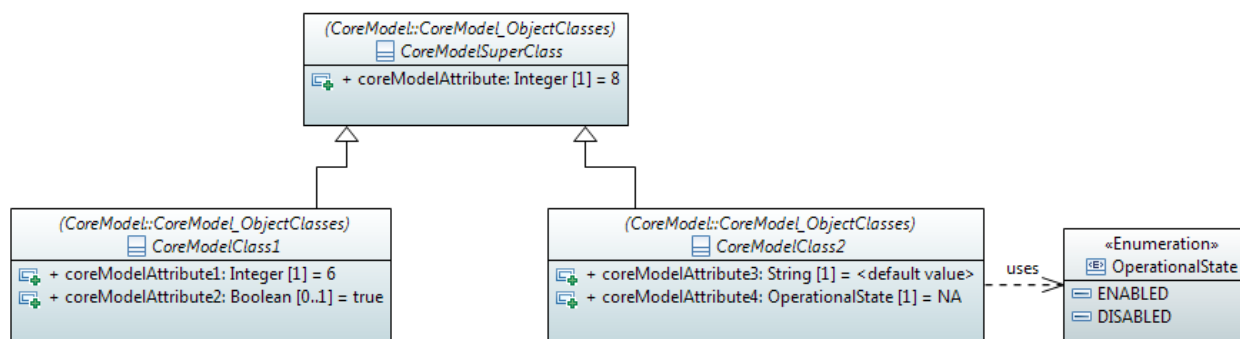 (CoreModel::CoreModel_ObjectClasses)
CoreModelSuperClass
+ coreModelAttribute: Integer [1] = 8
(CoreModel::CoreModel_ObjectClasses)
CoreModelClass1
+ coreModelAttribute1: Integer [1] = 6
+ coreModelAttribute2: Boolean [0..1] = true
(CoreModel::CoreModel_ObjectClasses)
CoreModelClass2
+ coreModelAttribute3: String [1] = <default value>
+ coreModelAttribute4: OperationalState [1] = NA
uses
«Enumeration»
<E> OperationalState
ENABLED
DISABLED